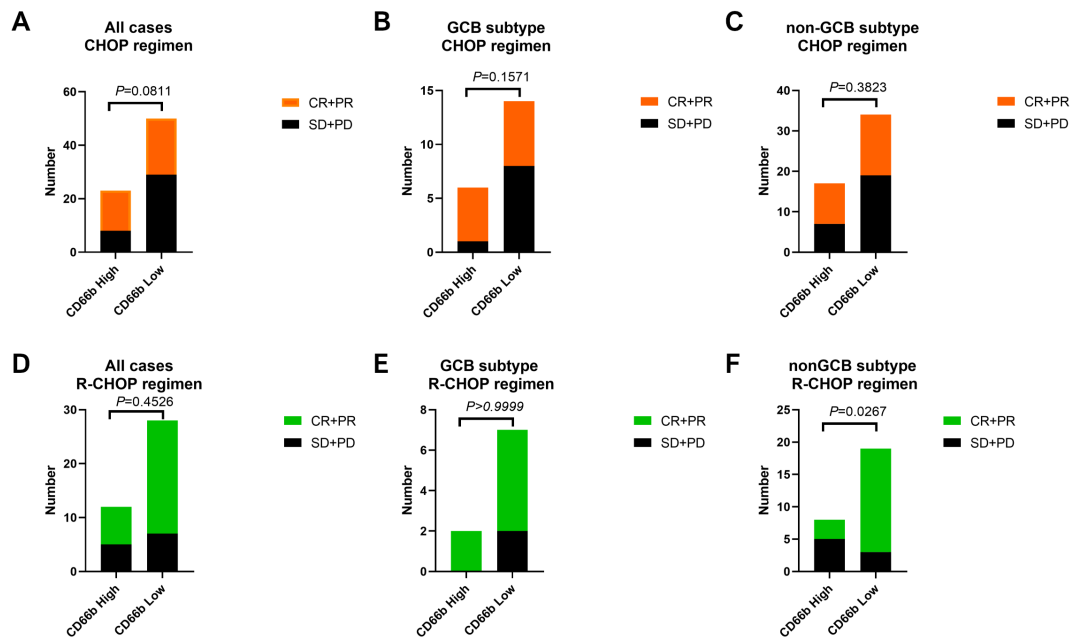 A
All cases
CHOP regimen
P=0.0811
60
40
20
0
Number
CD66b High
CD66b Low
CR+PR
SD+PD
B
GCB subtype
CHOP regimen
P=0.1571
15
10
5
0
Number
CD66b High
CD66b Low
CR+PR
SD+PD
C
non-GCB subtype
CHOP regimen
P=0.3823
40
30
20
10
0
Number
CD66b High
CD66b Low
CR+PR
SD+PD
D
All cases
R-CHOP regimen
P=0.4526
30
20
10
0
Number
CD66b High
CD66b Low
CR+PR
SD+PD
E
GCB subtype
R-CHOP regimen
P>0.9999
8
6
4
2
0
Number
CD66b High
CD66b Low
CR+PR
SD+PD
F
nonGCB subtype
R-CHOP regimen
P=0.0267
25
20
15
10
5
0
Number
CD66b High
CD66b Low
CR+PR
SD+PD